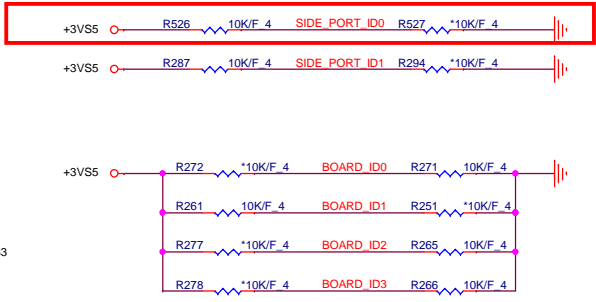 +3VS5 R526 10K/F_4 SIDE_PORT_ID0 R527 *10K/F_4
+3VS5 R287 10K/F_4 SIDE_PORT_ID1 R294 *10K/F_4
+3VS5 R272 *10K/F_4 BOARD_ID0 R271 10K/F_4
R261 10K/F_4 BOARD_ID1 R251 *10K/F_4
R277 *10K/F_4 BOARD_ID2 R265 10K/F_4
3
R278 *10K/F_4 BOARD_ID3 R266 10K/F_4